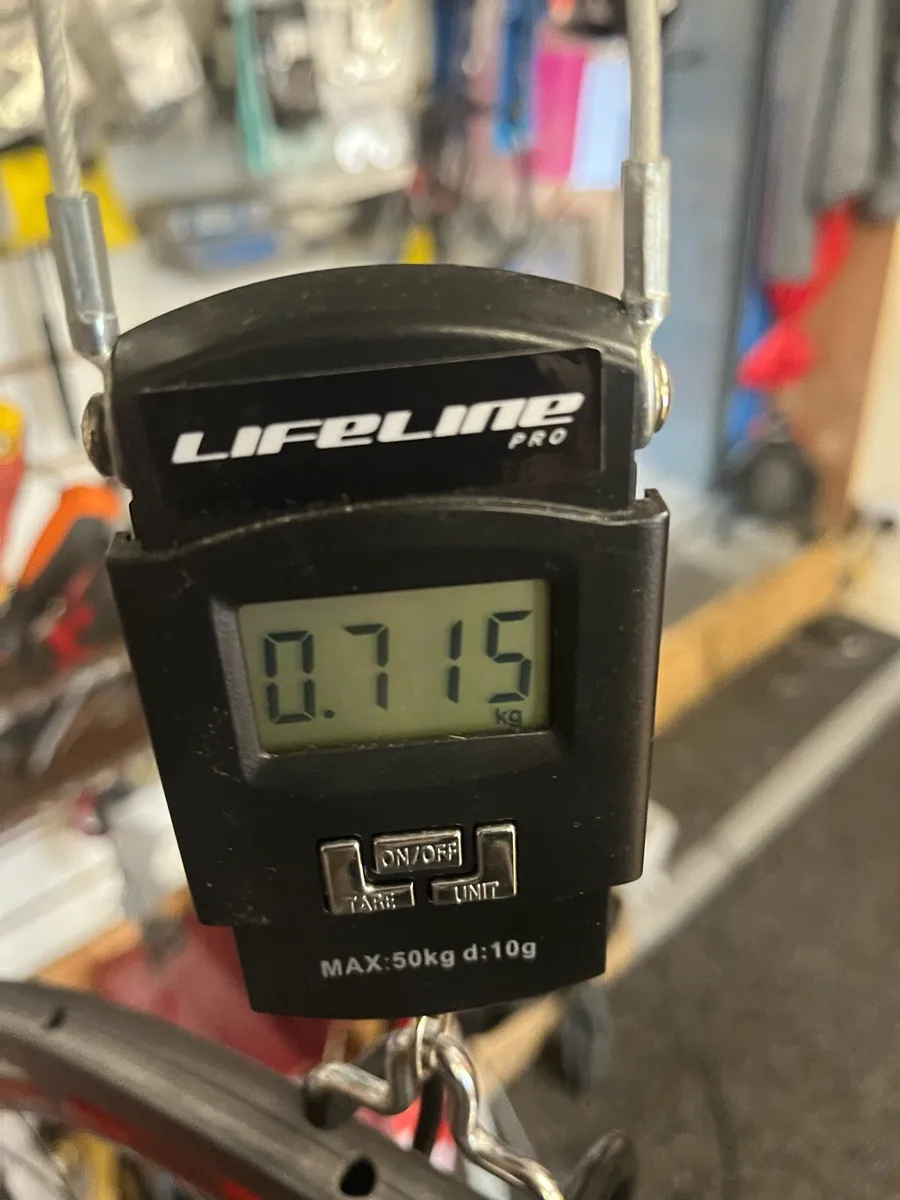 LIFELINE
PRO
0.715
kg
ON/OFF
TARE UNIT
MAX:50kg d:10g